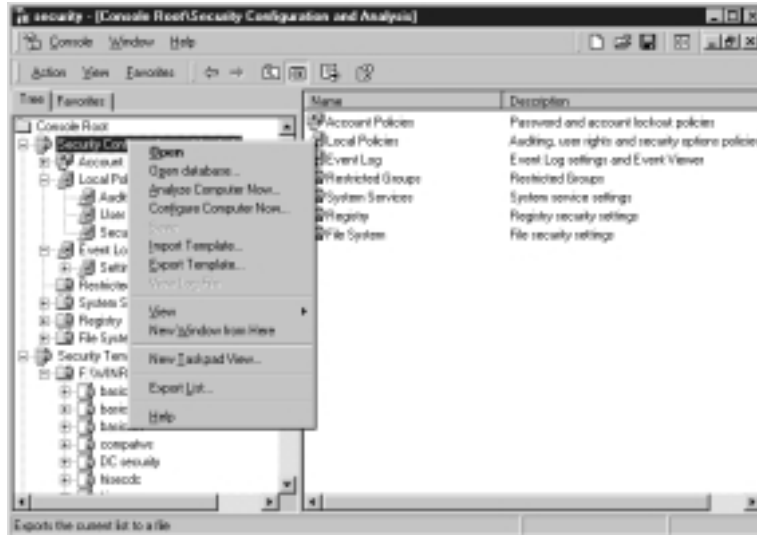 security - [Console Root\Security Configuration and Analysis]
Console Window Help
Action View Favorites
Tree Favorites
Name Description
Console Root
Security Con
Account
Local Pol
Audit
User
Secu
Event Lo
Settin
Restricte
System S
Registry
File Syste
Security Tem
F:\WINN
basic
basic
basic
compatws
DC security
hisecdc
Open
Open database...
Analyze Computer Now...
Configure Computer Now...
Save
Import Template...
Export Template...
View Log File
View
New Window from Here
New Taskpad View...
Export List...
Help
Account Policies Password and account lockout policies
Local Policies Auditing, user rights and security options policies
Event Log Event Log settings and Event Viewer
Restricted Groups Restricted Groups
System Services System service settings
Registry Registry security settings
File System File security settings
Exports the current list to a file